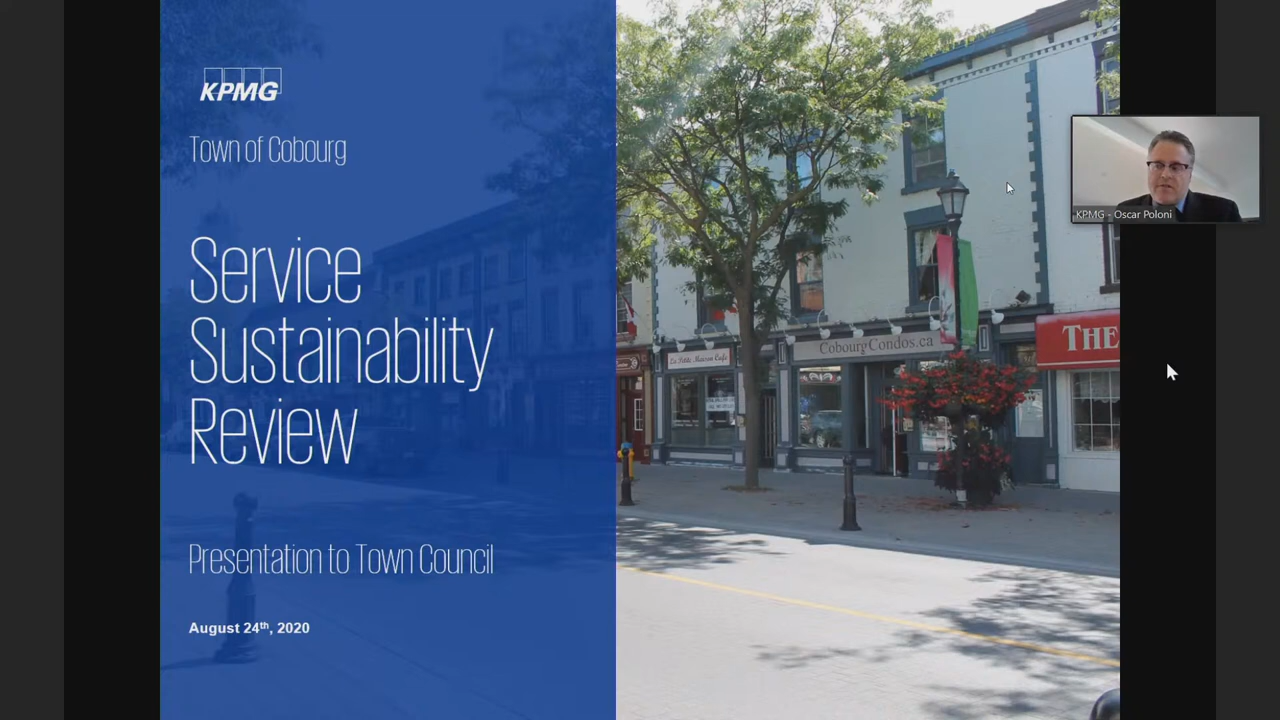 KPMG
Town of Cobourg
Service
Sustainability
Review
Presentation to Town Council
August 24th, 2020
La Petite Maison Cafe
CobourgCondos.ca
THE
KPMG - Oscar Poloni